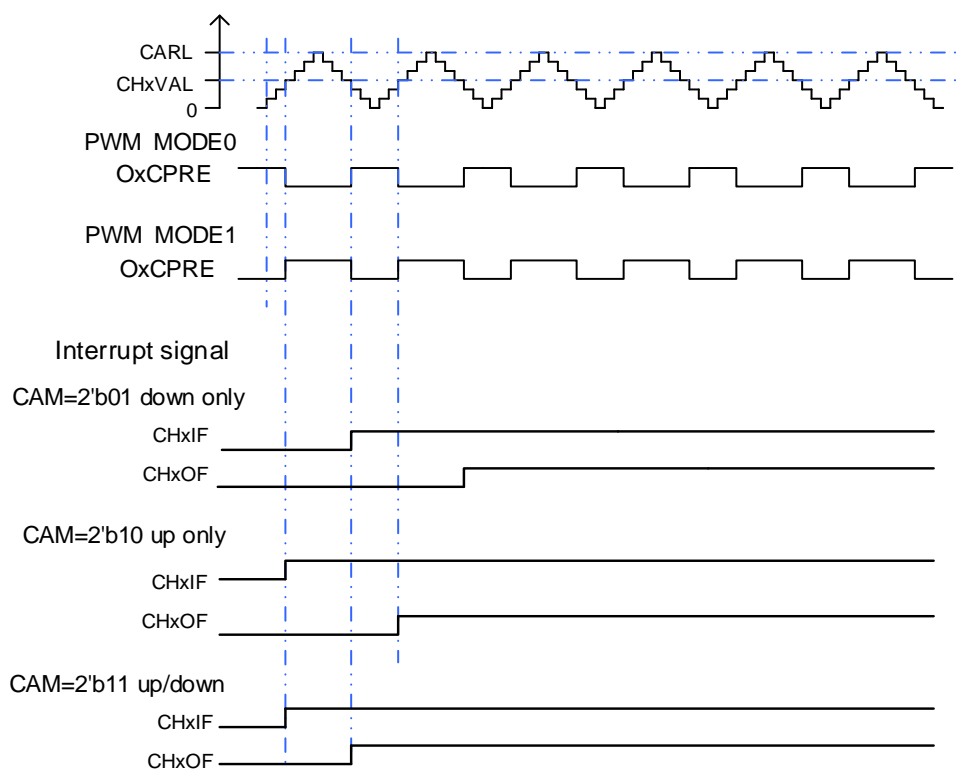 CARL
CHxVAL
0
PWM MODE0
OxCPRE
PWM MODE1
OxCPRE
Interrupt signal
CAM=2'b01 down only
CHxIF
CHxOF
CAM=2'b10 up only
CHxIF
CHxOF
CAM=2'b11 up/down
CHxIF
CHxOF